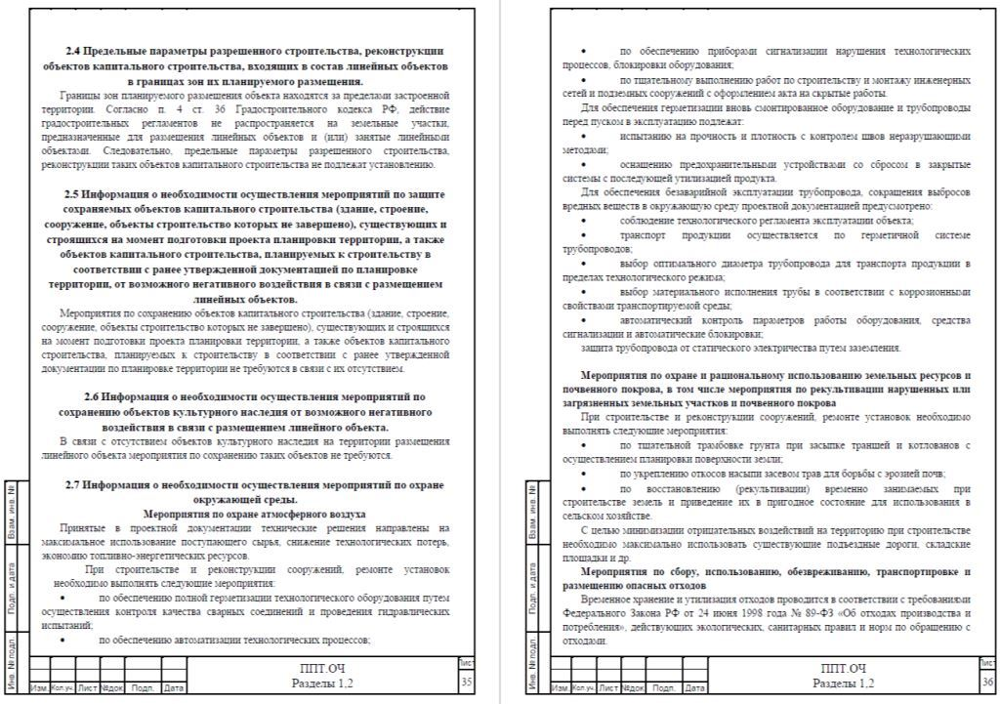 2.4 Предельные параметры разрешенного строительства, реконструкции
объектов капитального строительства, входящих в состав линейных объектов
в границах зон их планируемого размещения.
Границы зон планируемого размещения объекта находятся за пределами застроенной
территории. Согласно п. 4 ст. 36 Градостроительного кодекса РФ, действие
градостроительных регламентов не распространяется на земельные участки,
предназначенные для размещения линейных объектов и (или) занятые линейными
объектами. Следовательно, предельные параметры разрешенного строительства,
реконструкции таких объектов капитального строительства не подлежат установлению.
2.5 Информация о необходимости осуществления мероприятий по защите
сохраняемых объектов капитального строительства (здание, строение,
сооружение, объекты строительство которых не завершено), существующих и
строящихся на момент подготовки проекта планировки территории, а также
объектов капитального строительства, планируемых к строительству в
соответствии с ранее утвержденной документацией по планировке
территории, от возможного негативного воздействия в связи с размещением
линейных объектов.
Мероприятия по сохранению объектов капитального строительства (здание, строение,
сооружение, объекты строительство которых не завершено), существующих и строящихся
на момент подготовки проекта планировки территории, а также объектов капитального
строительства, планируемых к строительству в соответствии с ранее утвержденной
документации по планировке территории не требуются в связи с их отсутствием.
2.6 Информация о необходимости осуществления мероприятий по
сохранению объектов культурного наследия от возможного негативного
воздействия в связи с размещением линейного объекта.
В связи с отсутствием объектов культурного наследия на территории размещения
линейного объекта мероприятия по сохранению таких объектов не требуются.
2.7 Информация о необходимости осуществления мероприятий по охране
окружающей среды.
Мероприятия по охране атмосферного воздуха
Принятые в проектной документации технические решения направлены на
максимальное использование поступающего сырья, снижение технологических потерь,
экономию топливно-энергетических ресурсов.
При строительстве и реконструкции сооружений, ремонте установок
необходимо выполнять следующие мероприятия:
• по обеспечению полной герметизации технологического оборудования путем
осуществления контроля качества сварных соединений и проведения гидравлических
испытаний;
• по обеспечению автоматизации технологических процессов;
Взам. инв. №
Подп. и дата
Инв. № подл.
Изм. Кол.уч. Лист №док. Подп. Дата
ППТ.ОЧ
Разделы 1,2
Лист
35
• по обеспечению приборами сигнализации нарушения технологических
процессов, блокировки оборудования;
• по тщательному выполнению работ по строительству и монтажу инженерных
сетей и подземных сооружений с оформлением акта на скрытые работы.
Для обеспечения герметизации вновь смонтированное оборудование и трубопроводы
перед пуском в эксплуатацию подлежат:
• испытанию на прочность и плотность с контролем швов неразрушающими
методами;
• оснащению предохранительными устройствами со сбросом в закрытые
системы с последующей утилизацией продукта.
Для обеспечения безаварийной эксплуатации трубопровода, сокращения выбросов
вредных веществ в окружающую среду проектной документацией предусмотрено:
• соблюдение технологического регламента эксплуатации объекта;
• транспорт продукции осуществляется по герметичной системе
трубопроводов;
• выбор оптимального диаметра трубопровода для транспорта продукции в
пределах технологического режима;
• выбор материального исполнения трубы в соответствии с коррозионными
свойствами транспортируемой среды;
• автоматический контроль параметров работы оборудования, средства
сигнализации и автоматические блокировки;
защита трубопровода от статического электричества путем заземления.
Мероприятия по охране и рациональному использованию земельных ресурсов и
почвенного покрова, в том числе мероприятия по рекультивации нарушенных или
загрязненных земельных участков и почвенного покрова
При строительстве и реконструкции сооружений, ремонте установок необходимо
выполнять следующие мероприятия:
• по тщательной трамбовке грунта при засыпке траншей и котлованов с
осуществлением планировки поверхности земли;
• по укреплению откосов насыпи засевом трав для борьбы с эрозией почв;
• по восстановлению (рекультивации) временно занимаемых при
строительстве земель и приведение их в пригодное состояние для использования в
сельском хозяйстве.
С целью минимизации отрицательных воздействий на территорию при строительстве
необходимо максимально использовать существующие подъездные дороги, складские
площадки и др.
Мероприятия по сбору, использованию, обезвреживанию, транспортировке и
размещению опасных отходов
Временное хранение и утилизация отходов проводится в соответствии с требованиями
Федерального Закона РФ от 24 июня 1998 года № 89-ФЗ «Об отходах производства и
потребления», действующих экологических, санитарных правил и норм по обращению с
отходами.
Взам. инв. №
Подп. и дата
Инв. № подл.
Изм. Кол.уч. Лист №док. Подп. Дата
ППТ.ОЧ
Разделы 1,2
Лист
36